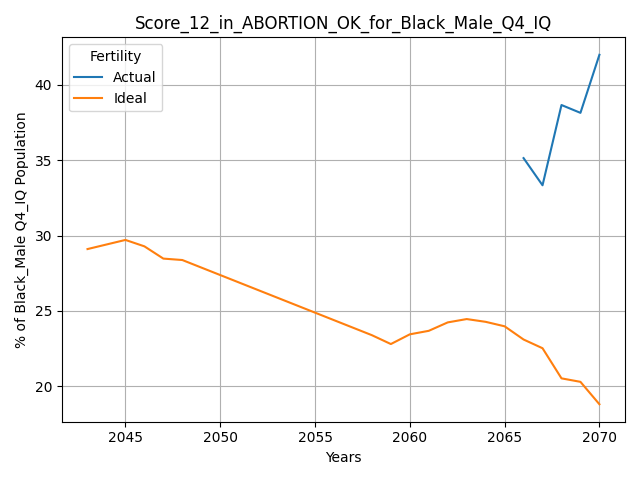 Score_12_in_ABORTION_OK_for_Black_Male_Q4_IQ
Fertility
Actual
Ideal
% of Black_Male Q4_IQ Population
40
35
30
25
20
2045
2050
2055
2060
2065
2070
Years